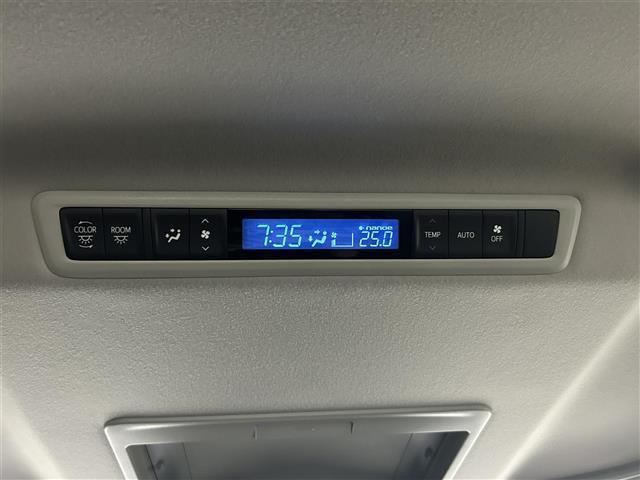 COLOR
ROOM
7:35
nanoe
25.0
TEMP
AUTO
OFF